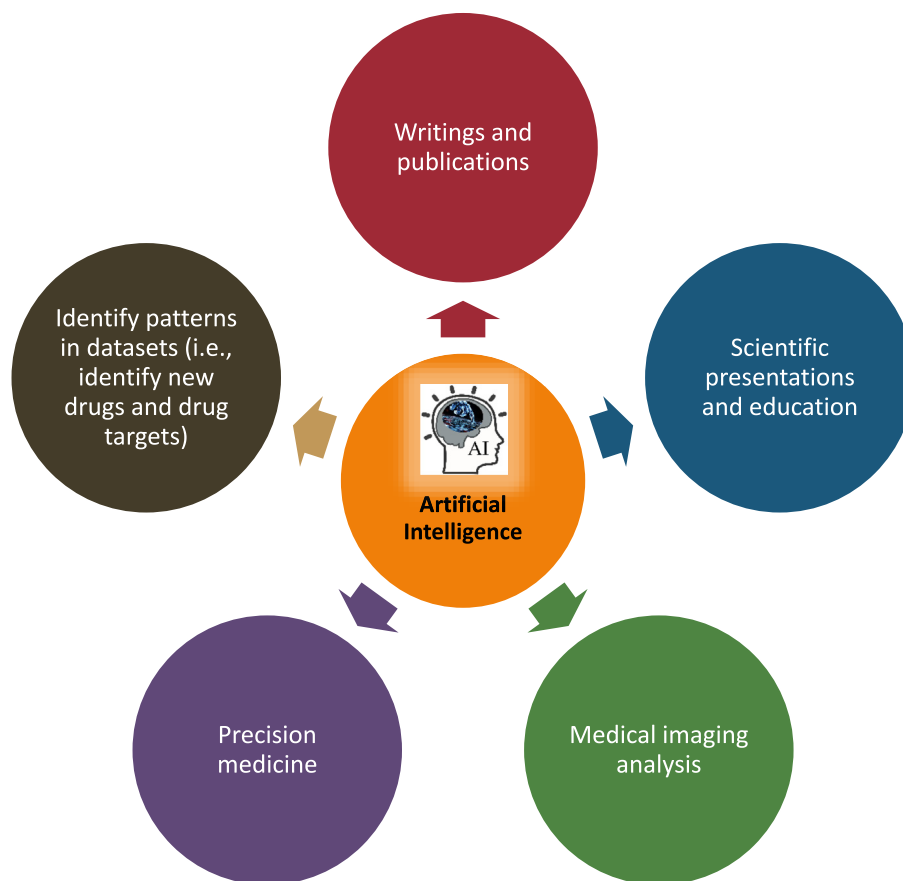 Writings and
publications
Scientific
presentations
and education
Medical imaging
analysis
Precision
medicine
Identify patterns
in datasets (i.e.,
identify new
drugs and drug
targets)
AI
Artificial
Intelligence